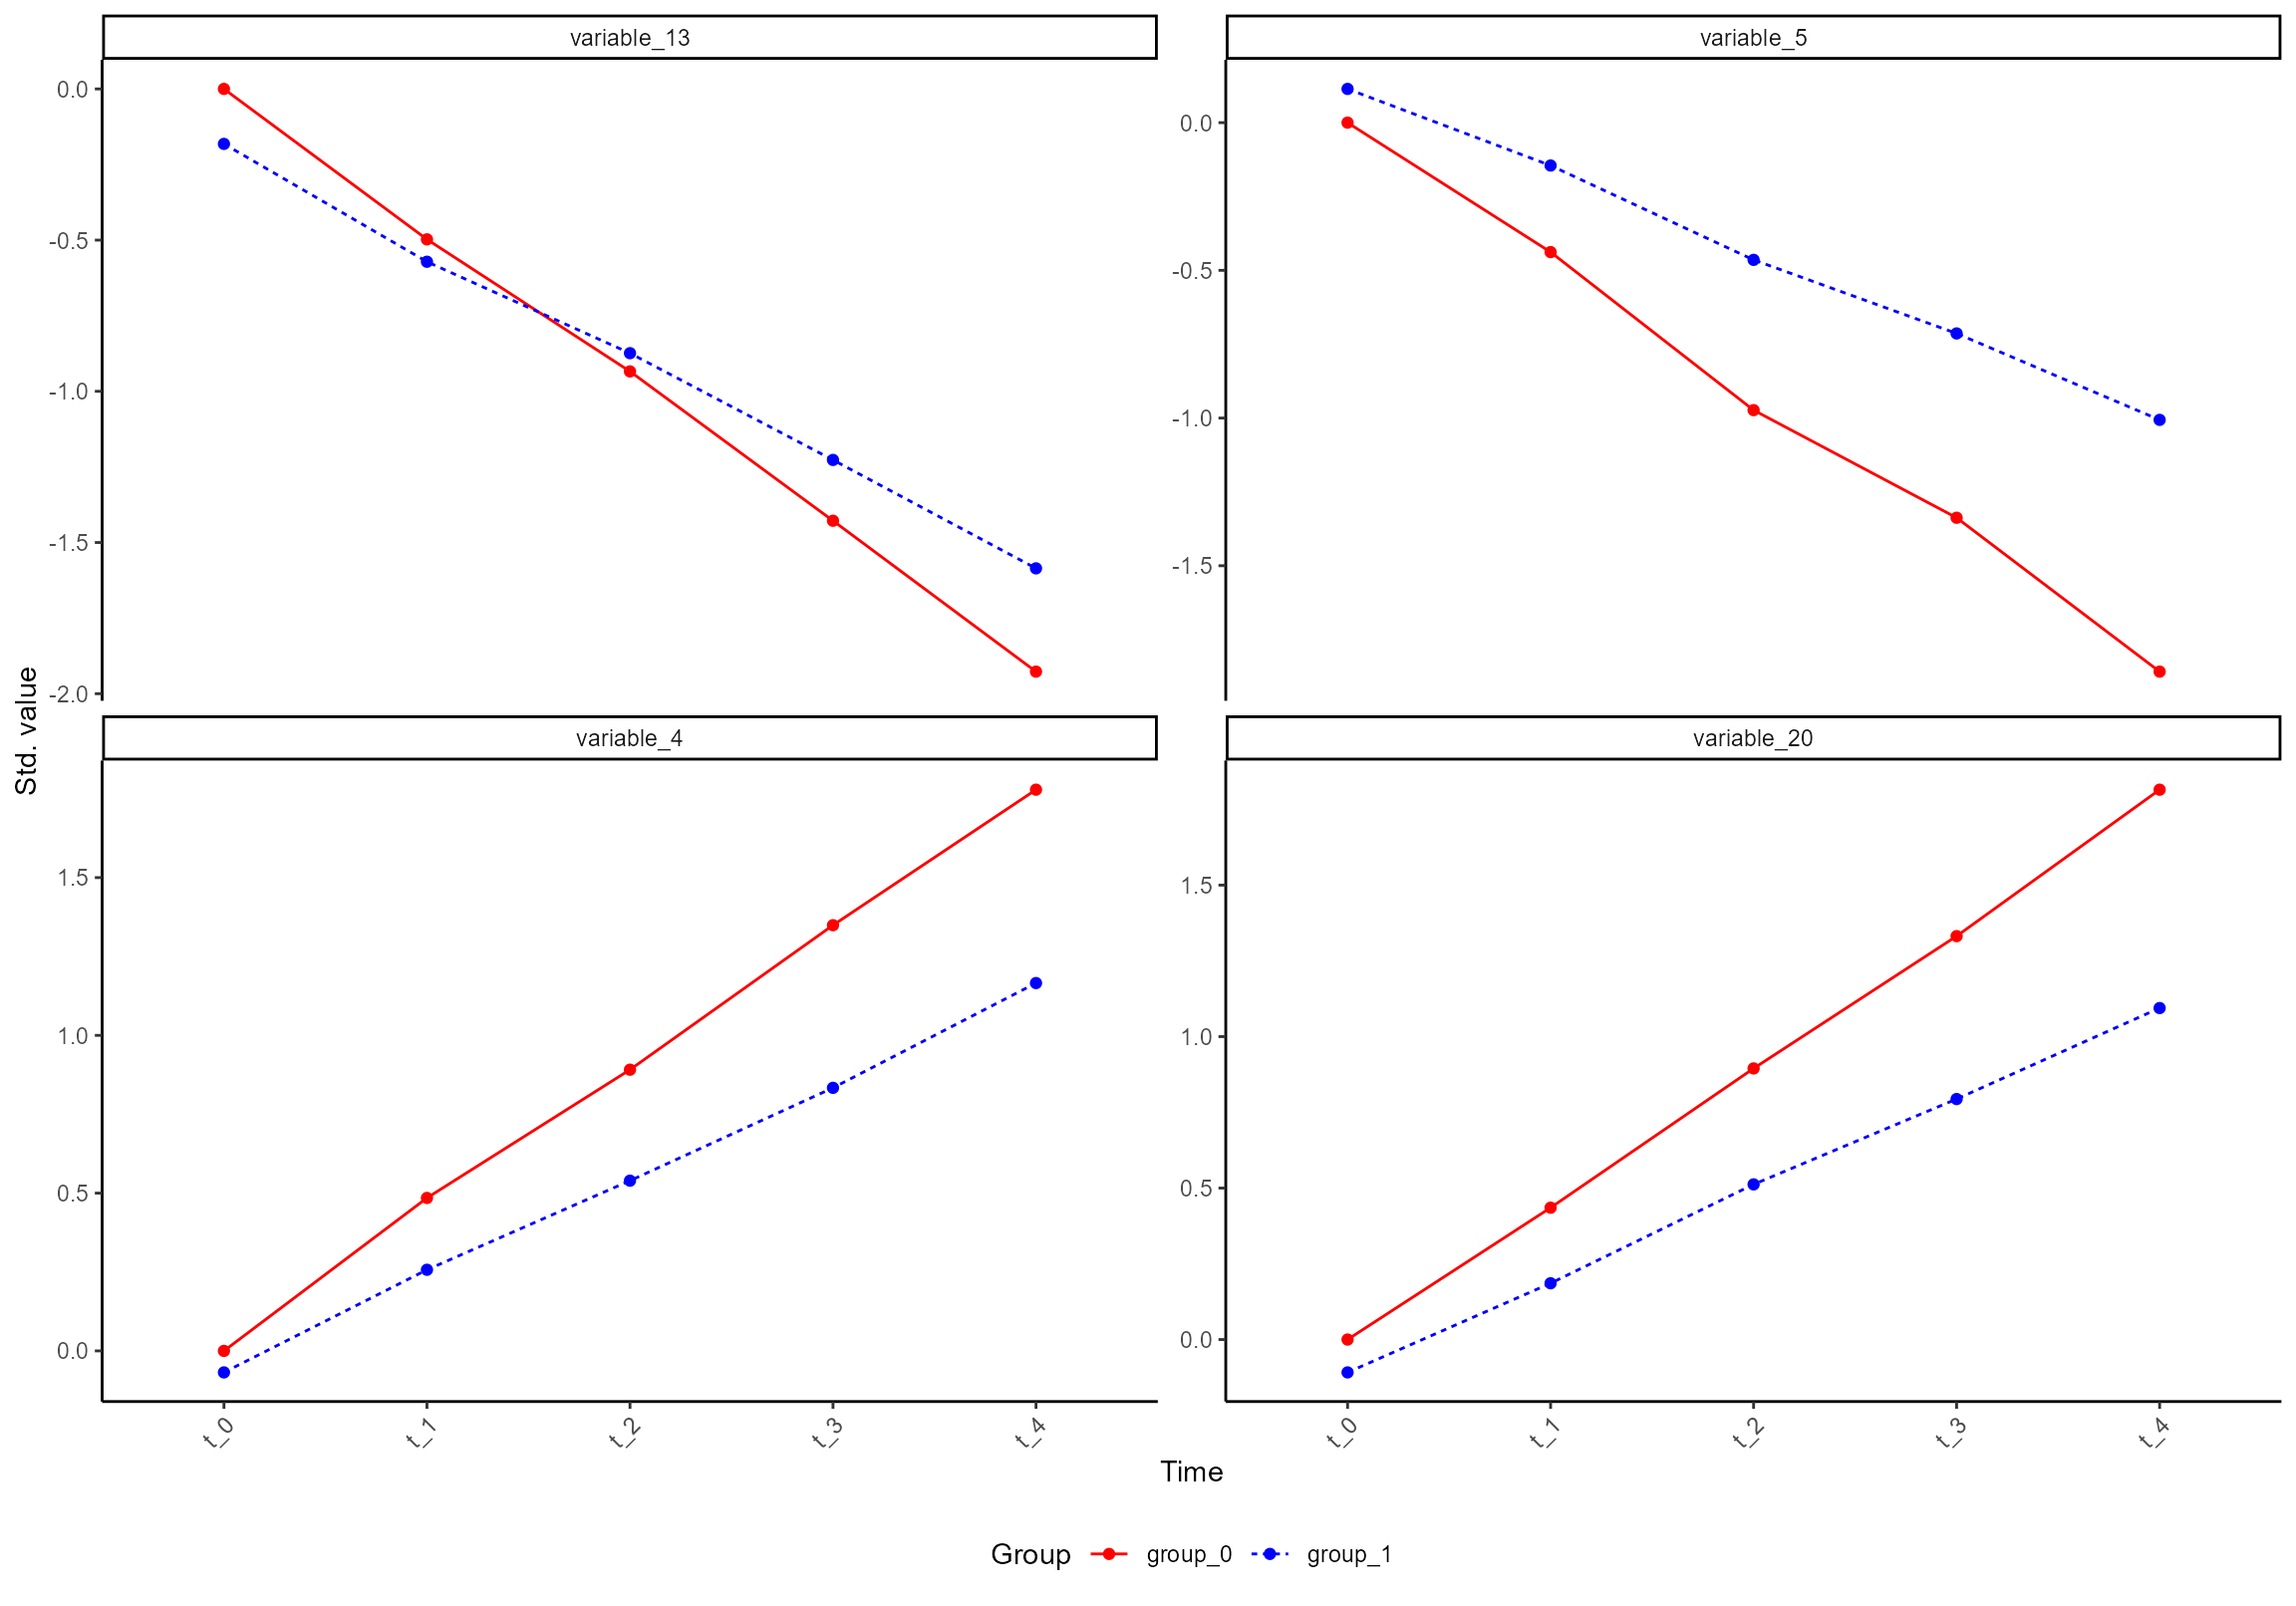 variable_13
variable_5
0.0
-0.5
-1.0
-1.5
-2.0
0.0
-0.5
-1.0
-1.5
Std. value
variable_4
variable_20
1.5
1.0
0.5
0.0
1.5
1.0
0.5
0.0
t_0
t_1
t_2
t_3
t_4
t_0
t_1
t_2
t_3
t_4
Time
Group group_0 group_1